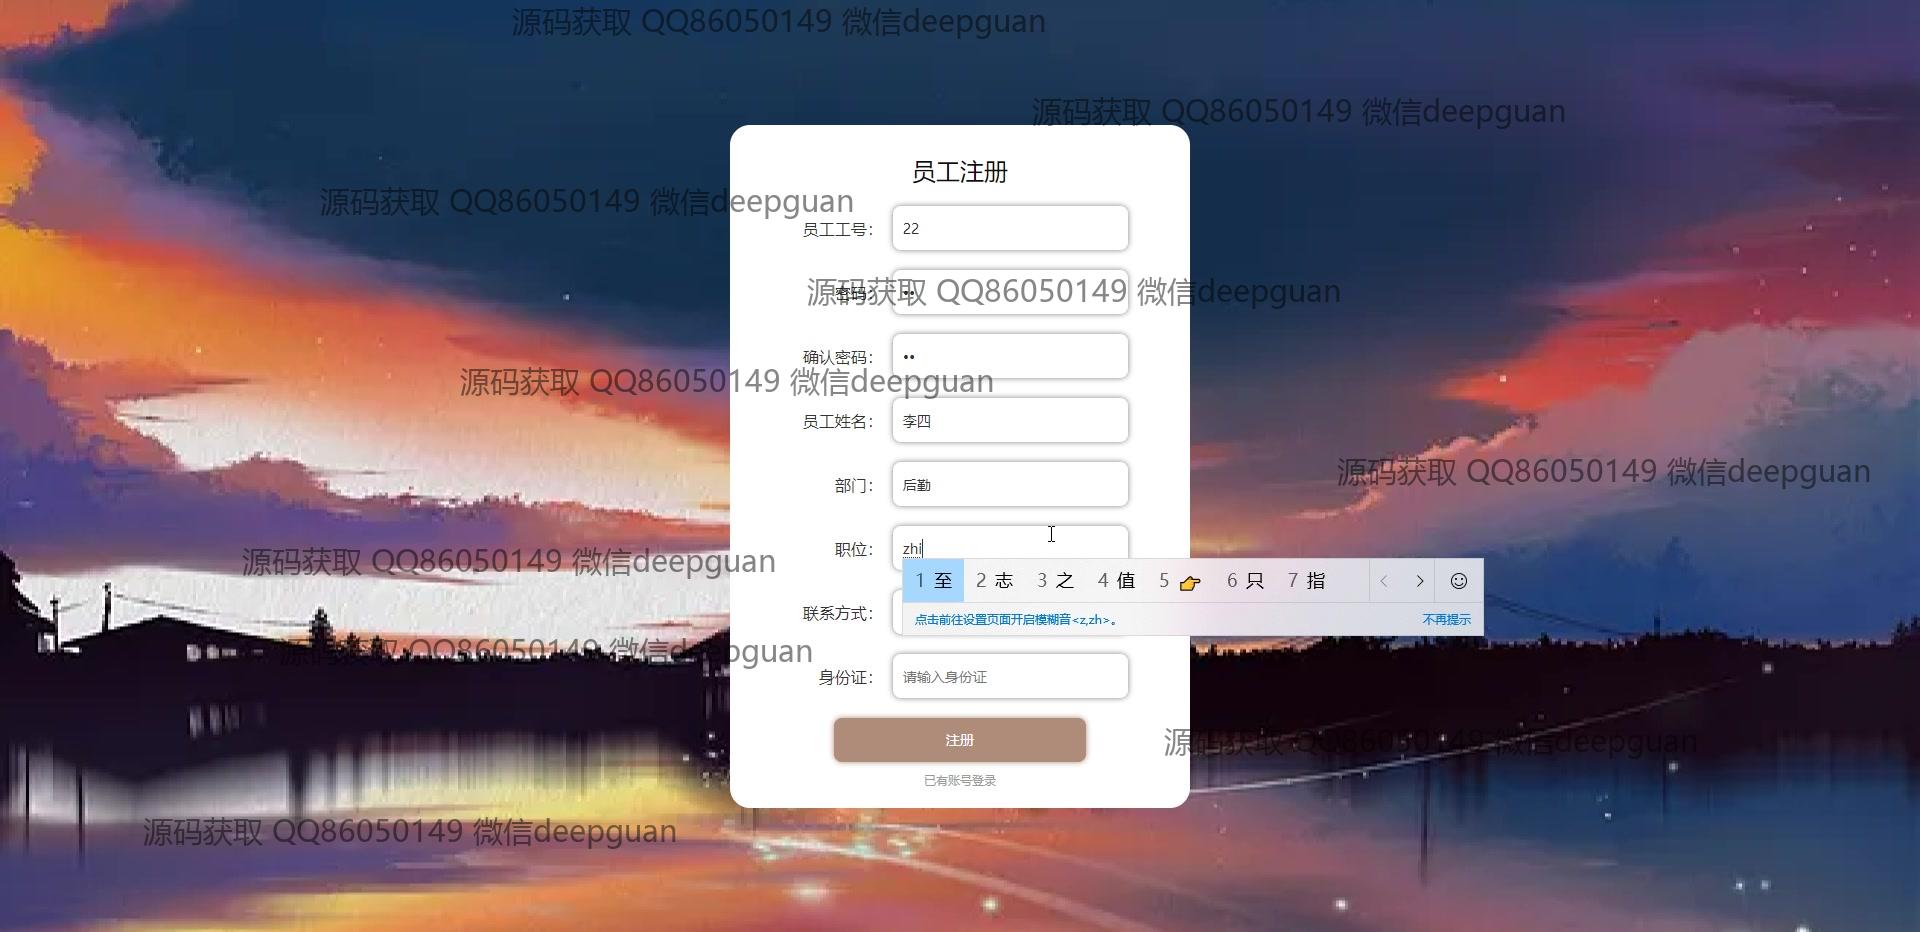 源码获取 QQ86050149 微信deepguan
源码获取 QQ86050149 微信deepguan
员工注册
源码获取 QQ86050149 微信deepguan
员工工号：
22
源码获取 QQ86050149 微信deepguan
密码：
••
确认密码：
••
源码获取 QQ86050149 微信deepguan
员工姓名：
李四
源码获取 QQ86050149 微信deepguan
部门：
后勤
职位：
zhi
源码获取 QQ86050149 微信deepguan
1 至 2 志 3 之 4 值 5 👉 6 只 7 指
联系方式：
点击前往设置页面开启模糊音<z,zh>。
不再提示
源码获取 QQ86050149 微信deepguan
身份证：
请输入身份证
注册
源码获取 QQ86050149 微信deepguan
已有账号登录
源码获取 QQ86050149 微信deepguan